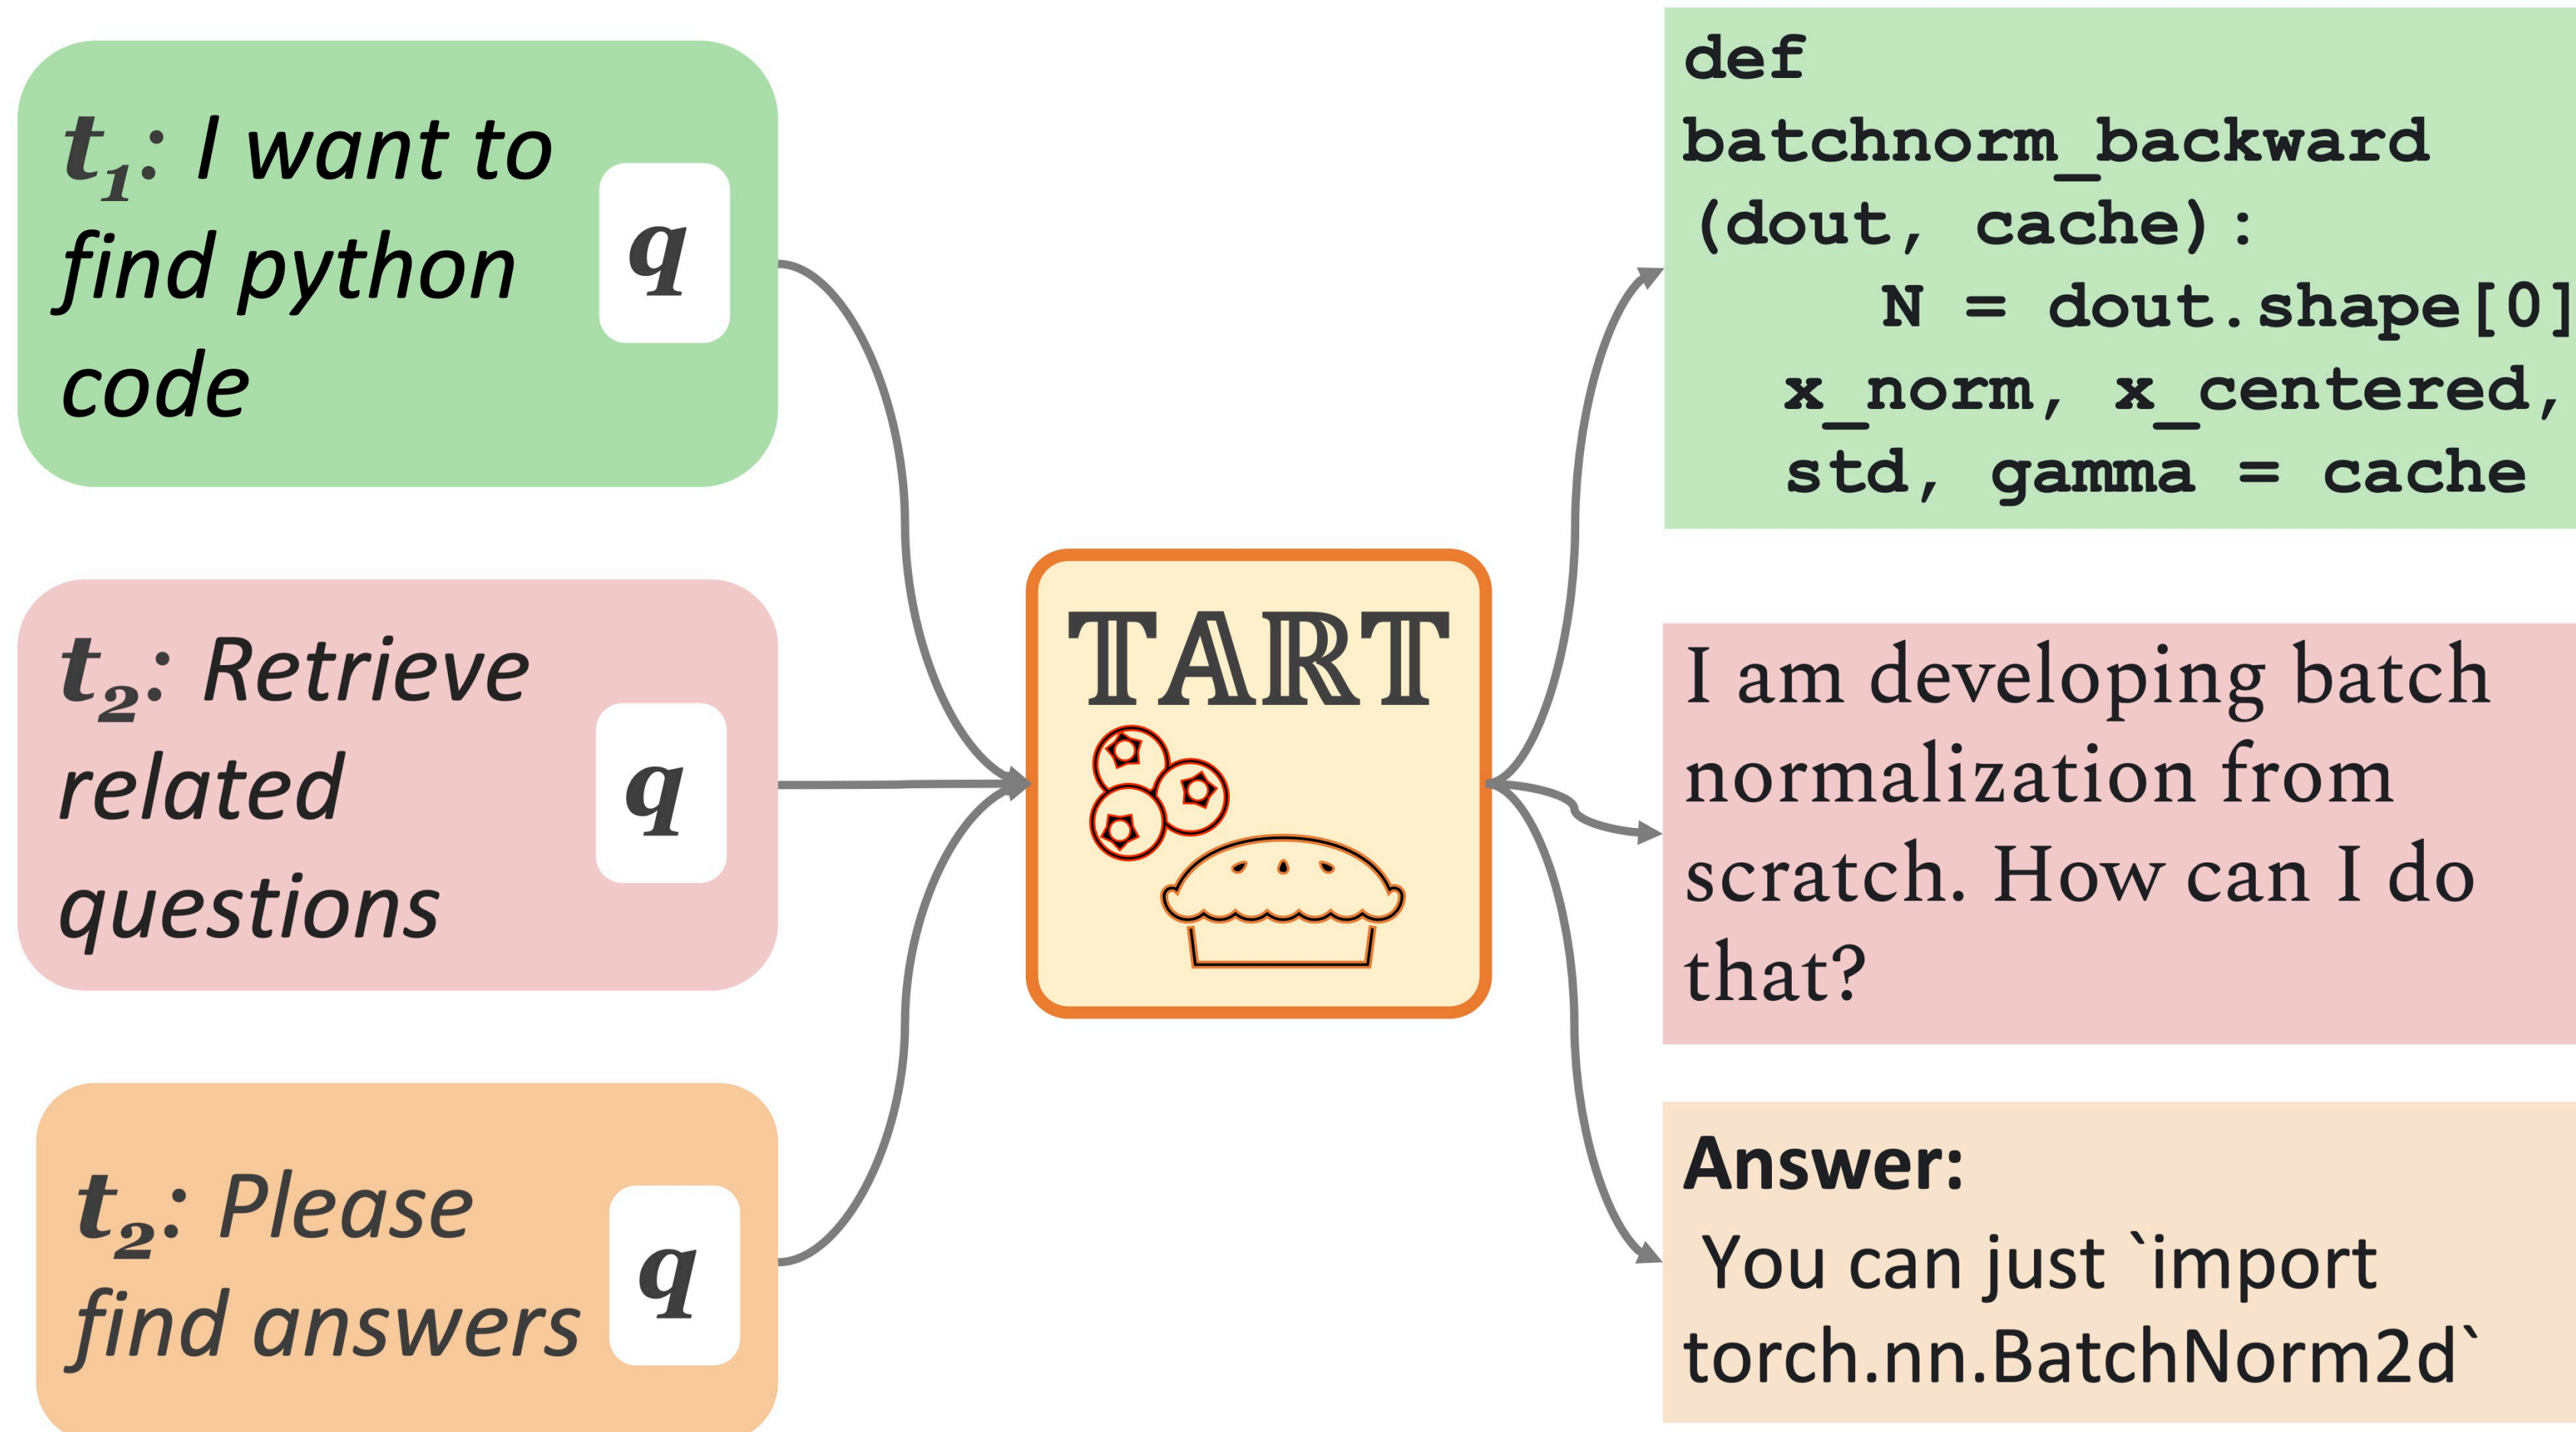 t₁: I want to
find python
code
q
t₂: Retrieve
related
questions
q
t₂: Please
find answers
q
TART
def
batchnorm_backward
(dout, cache):
N = dout.shape[0]
x_norm, x_centered,
std, gamma = cache
I am developing batch
normalization from
scratch. How can I do
that?
Answer:
You can just `import
torch.nn.BatchNorm2d`